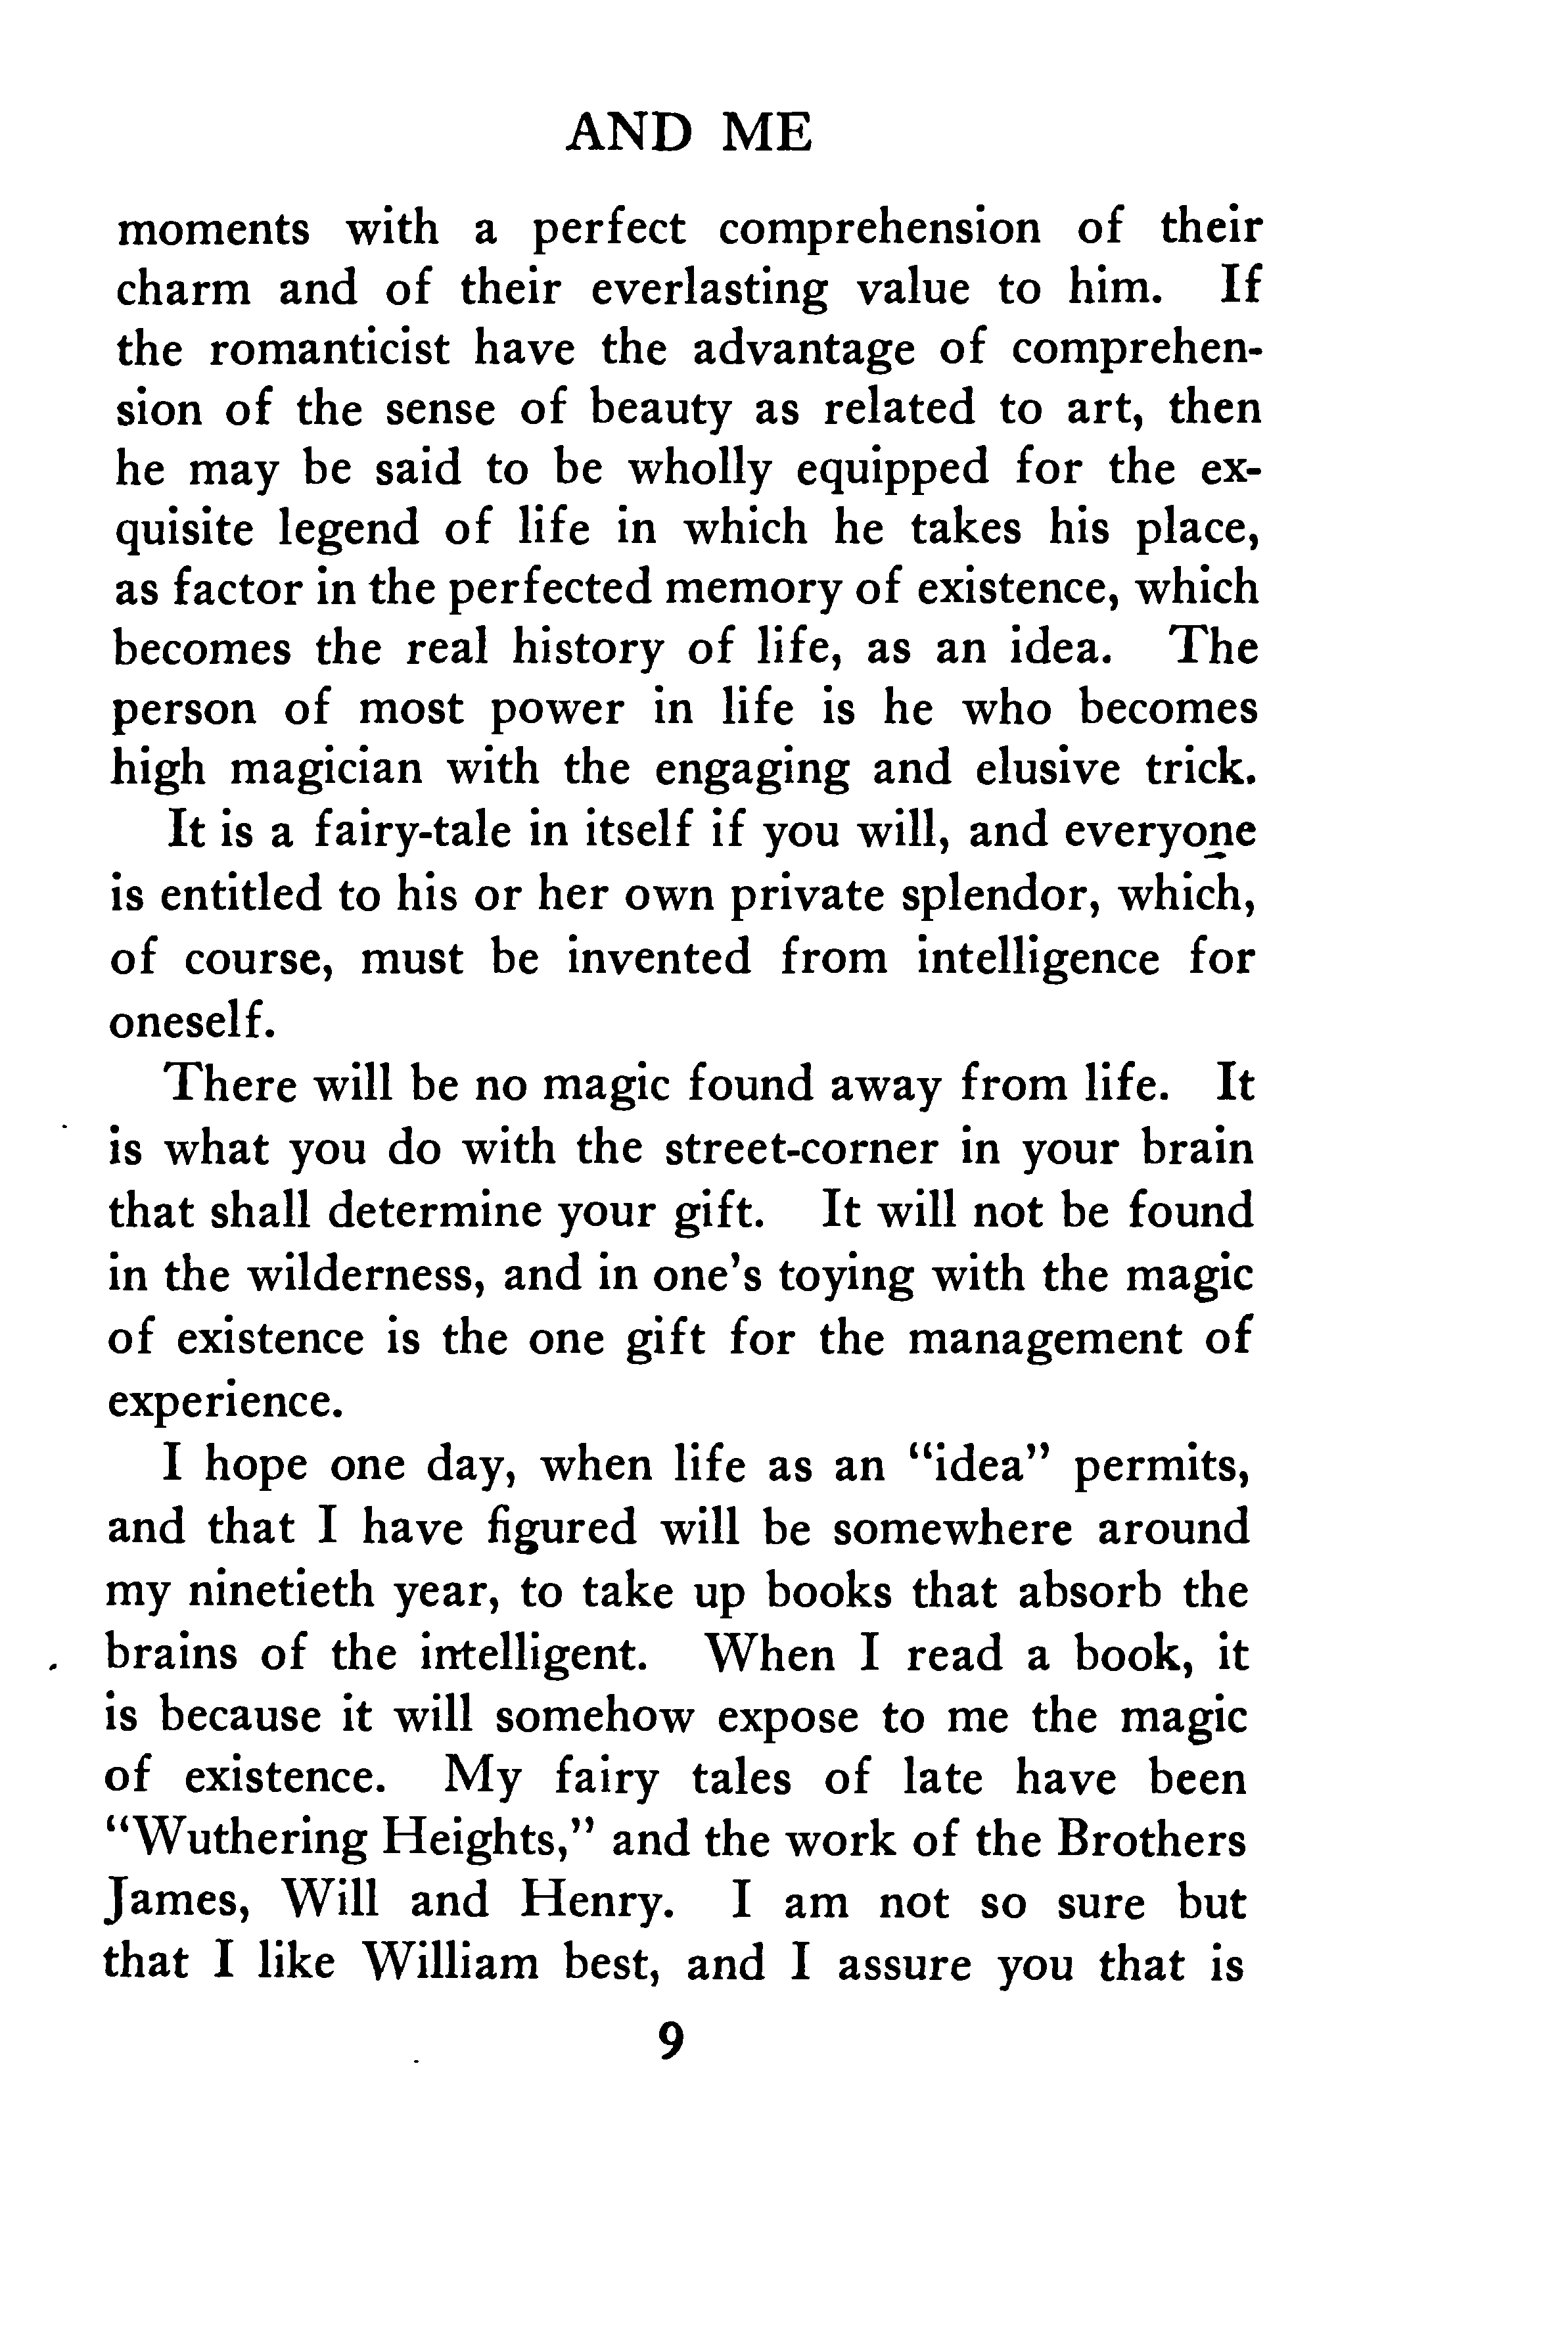 AND ME
moments with a perfect comprehension of their
charm and of their everlasting value to him. If
the romanticist have the advantage of comprehen-
sion of the sense of beauty as related to art, then
he may be said to be wholly equipped for the ex-
quisite legend of life in which he takes his place,
as factor in the perfected memory of existence, which
becomes the real history of life, as an idea. The
person of most power in life is he who becomes
high magician with the engaging and elusive trick.
It is a fairy-tale in itself if you will, and everyone
is entitled to his or her own private splendor, which,
of course, must be invented from intelligence for
oneself.
There will be no magic found away from life. It
is what you do with the street-corner in your brain
that shall determine your gift. It will not be found
in the wilderness, and in one's toying with the magic
of existence is the one gift for the management of
experience.
I hope one day, when life as an “idea” permits,
and that I have figured will be somewhere around
my ninetieth year, to take up books that absorb the
brains of the intelligent. When I read a book, it
is because it will somehow expose to me the magic
of existence. My fairy tales of late have been
“Wuthering Heights,” and the work of the Brothers
James, Will and Henry. I am not so sure but
that I like William best, and I assure you that is
9